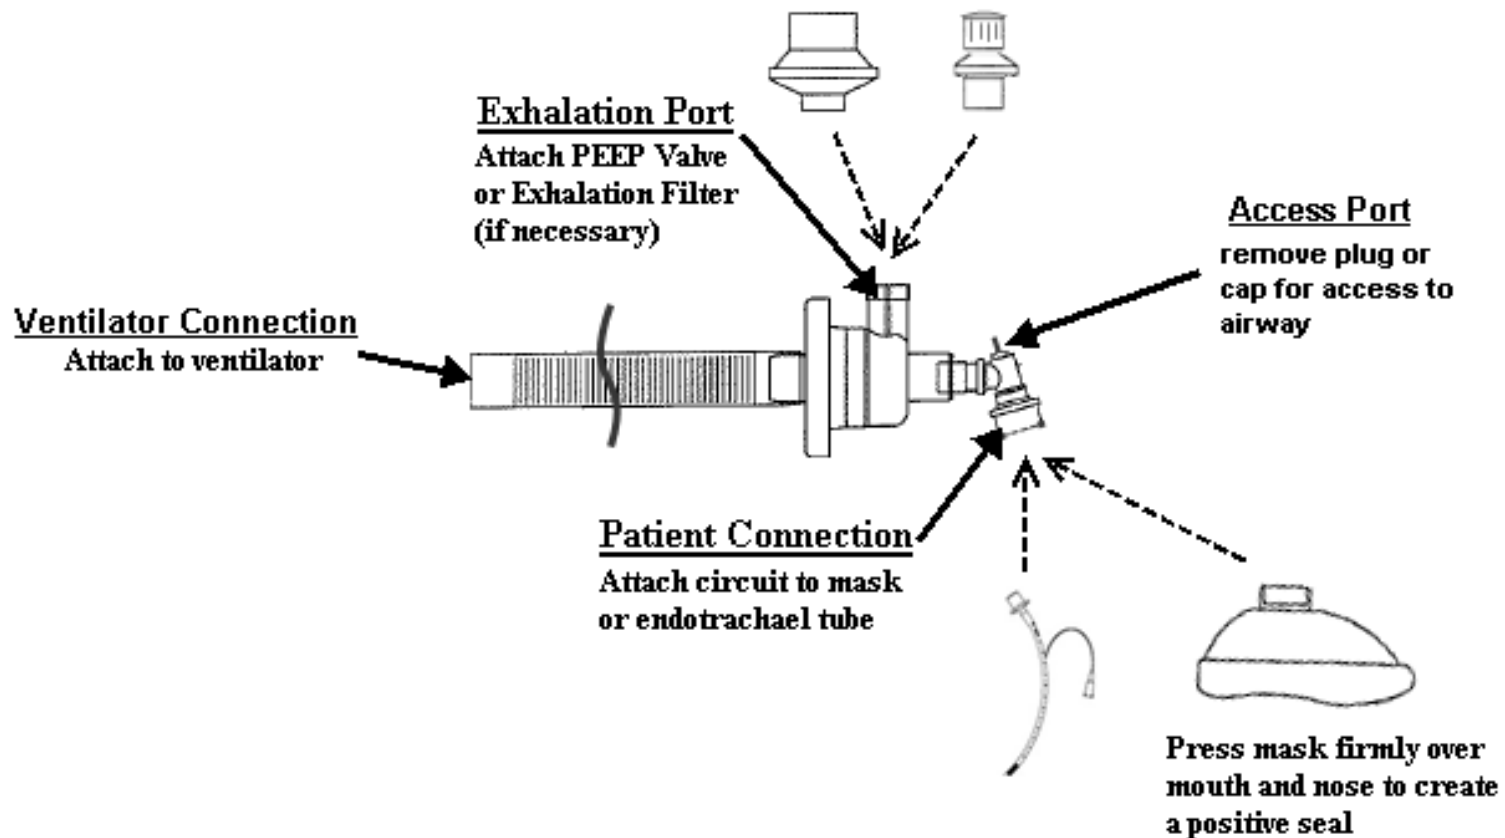 Exhalation Port
Attach PEEP Valve
or Exhalation Filter
(if necessary)
Access Port
remove plug or
cap for access to
airway
Ventilator Connection
Attach to ventilator
Patient Connection
Attach circuit to mask
or endotrachael tube
Press mask firmly over
mouth and nose to create
a positive seal